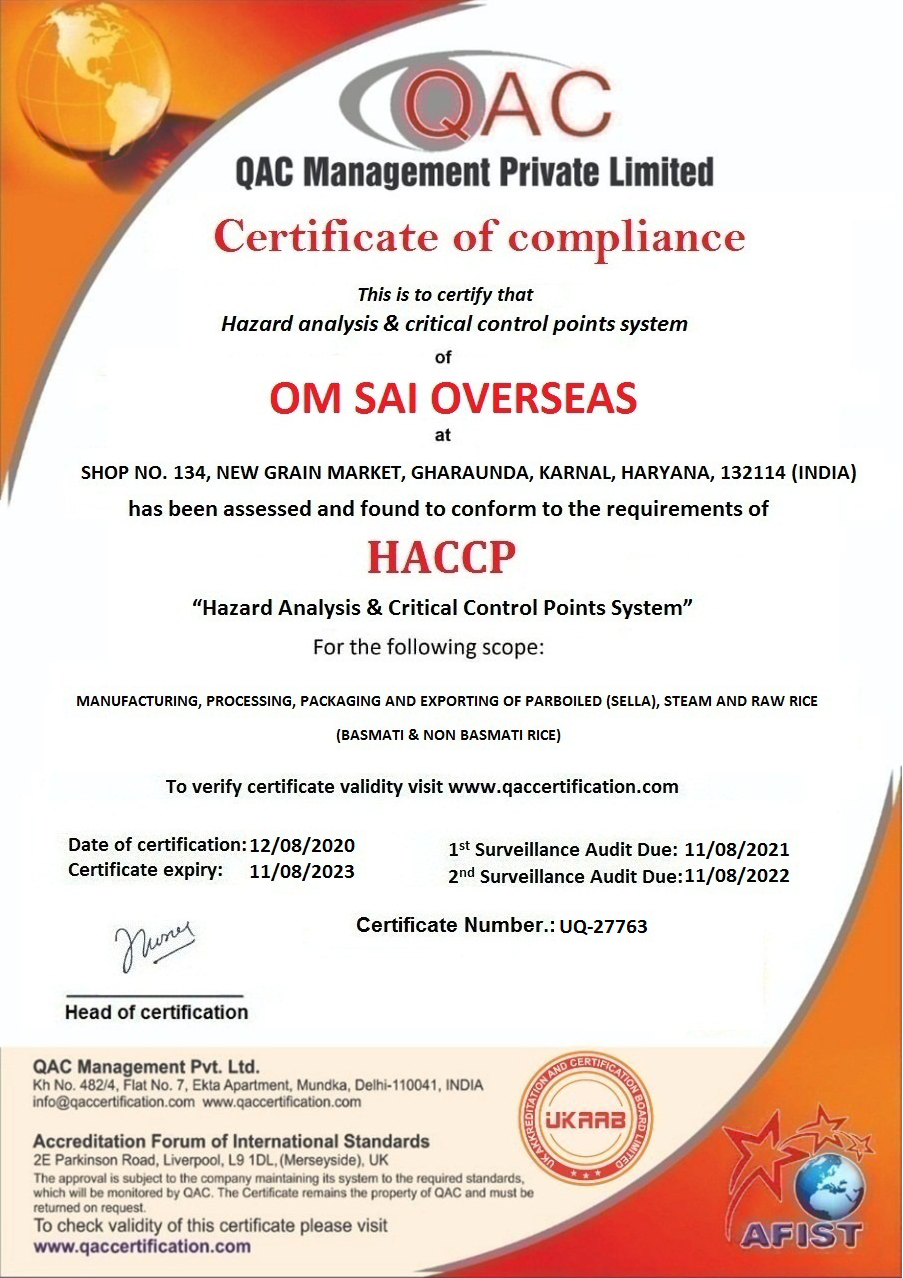 QAC
QAC Management Private Limited
Certificate of compliance
This is to certify that
Hazard analysis & critical control points system
of
OM SAI OVERSEAS
at
SHOP NO. 134, NEW GRAIN MARKET, GHARAUNDA, KARNAL, HARYANA, 132114 (INDIA)
has been assessed and found to conform to the requirements of
HACCP
“Hazard Analysis & Critical Control Points System”
For the following scope:
MANUFACTURING, PROCESSING, PACKAGING AND EXPORTING OF PARBOILED (SELLA), STEAM AND RAW RICE
(BASMATI & NON BASMATI RICE)
To verify certificate validity visit www.qaccertification.com
Date of certification: 12/08/2020
Certificate expiry: 11/08/2023
1st Surveillance Audit Due: 11/08/2021
2nd Surveillance Audit Due:11/08/2022
Certificate Number.: UQ-27763
Head of certification
QAC Management Pvt. Ltd.
Kh No. 482/4, Flat No. 7, Ekta Apartment, Mundka, Delhi-110041, INDIA
info@qaccertification.com www.qaccertification.com
Accreditation Forum of International Standards
2E Parkinson Road, Liverpool, L9 1DL, (Merseyside), UK
The approval is subject to the company maintaining its system to the required standards,
which will be monitored by QAC. The Certificate remains the property of QAC and must be
returned on request.
To check validity of this certificate please visit
www.qaccertification.com
UK AKKREDITATION AND CERTIFICATION BOARD LIMITED
UKAAB
AFIST